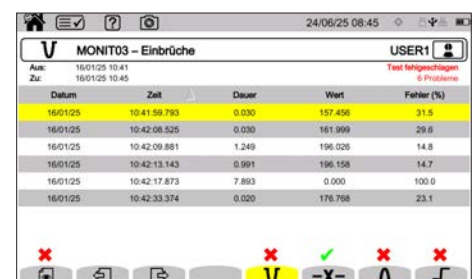 24/06/25 08:45
MONIT03 – Einbrüche
USER1
Aus: 16/01/25 10:41
Test fehlgeschlagen
Zu: 16/01/25 10:45
6 Probleme
Datum Zeit Dauer Wert Fehler (%)
16/01/25 10:41:59.793 0.030 157.456 31.5
16/01/25 10:42:08.525 0.030 161.999 29.6
16/01/25 10:42:09.881 1.249 196.026 14.8
16/01/25 10:42:13.143 0.991 196.158 14.7
16/01/25 10:42:17.873 7.893 0.000 100.0
16/01/25 10:42:33.374 0.020 176.768 23.1